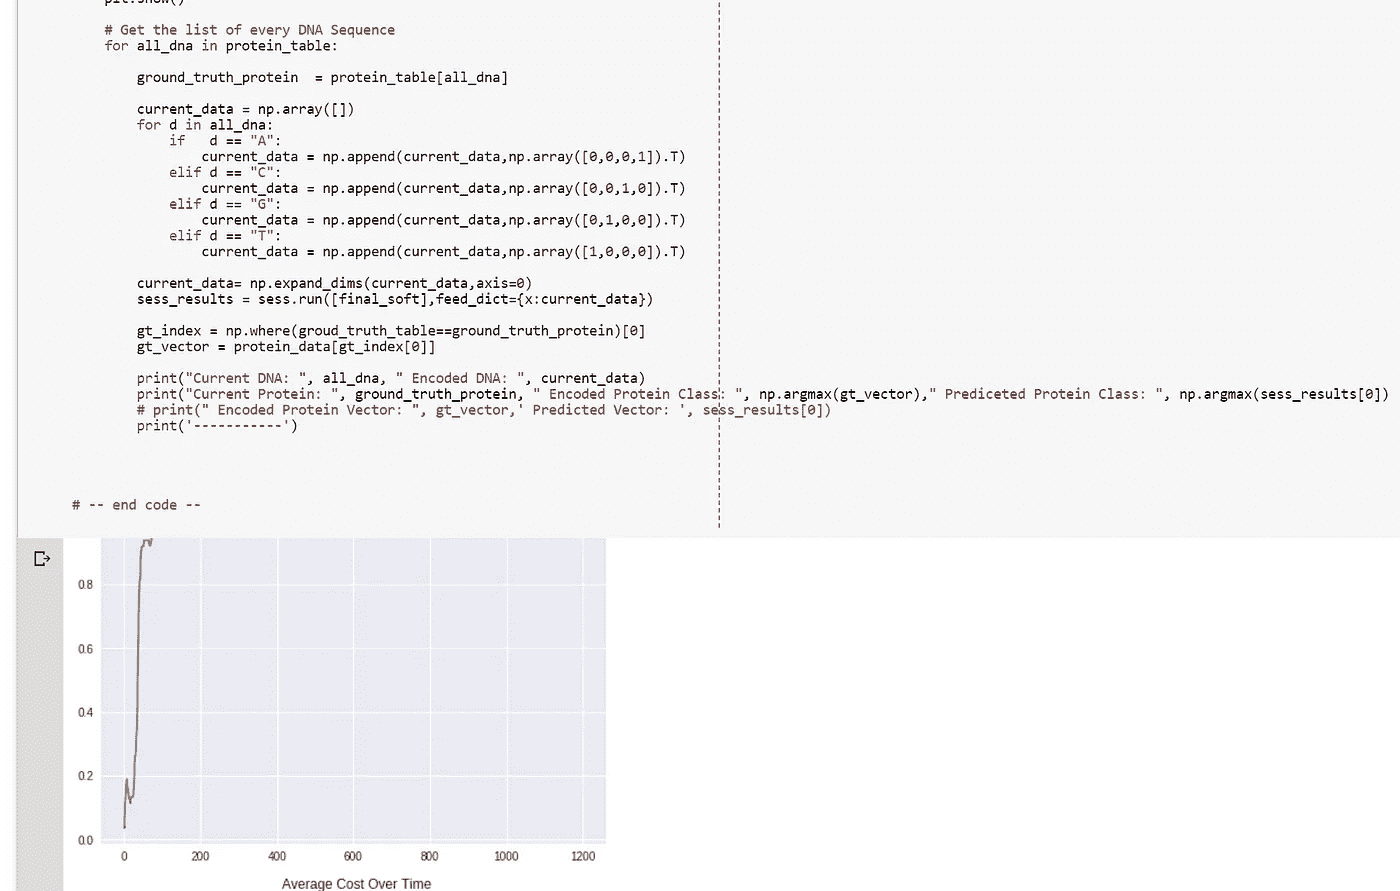 plt.show()
# Get the list of every DNA Sequence
for all_dna in protein_table:
ground_truth_protein  = protein_table[all_dna]
current_data = np.array([])
for d in all_dna:
if   d == "A":
current_data = np.append(current_data,np.array([0,0,0,1]).T)
elif d == "C":
current_data = np.append(current_data,np.array([0,0,1,0]).T)
elif d == "G":
current_data = np.append(current_data,np.array([0,1,0,0]).T)
elif d == "T":
current_data = np.append(current_data,np.array([1,0,0,0]).T)
current_data= np.expand_dims(current_data,axis=0)
sess_results = sess.run([final_soft],feed_dict={x:current_data})
gt_index = np.where(groud_truth_table==ground_truth_protein)[0]
gt_vector = protein_data[gt_index[0]]
print("Current DNA: ", all_dna, " Encoded DNA: ", current_data)
print("Current Protein: ", ground_truth_protein, " Encoded Protein Class: ", np.argmax(gt_vector)," Prediceted Protein Class: ", np.argmax(sess_results[0])
# print(" Encoded Protein Vector: ", gt_vector,' Predicted Vector: ', sess_results[0])
print('-----------')
# -- end code --
0.8
0.6
0.4
0.2
0.0
0 200 400 600 800 1000 1200
Average Cost Over Time